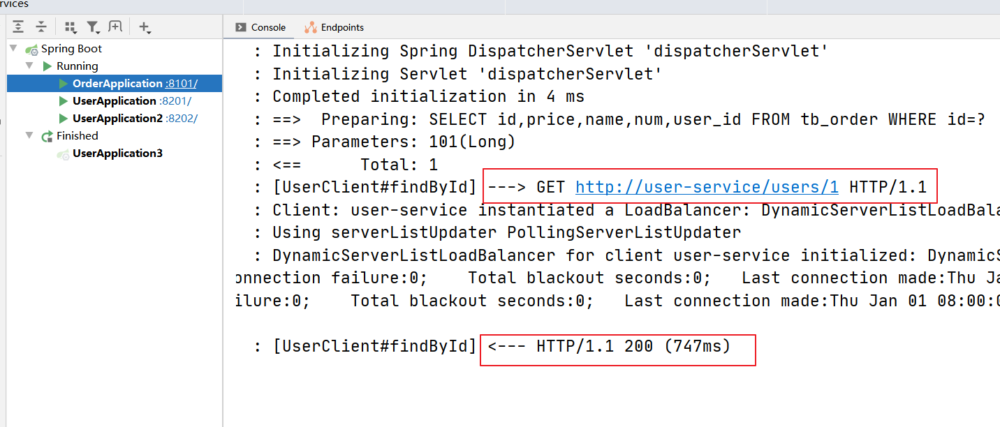 rvices
Console
Endpoints
Spring Boot
Running
OrderApplication :8101/
UserApplication :8201/
UserApplication2 :8202/
Finished
UserApplication3
: Initializing Spring DispatcherServlet 'dispatcherServlet'
: Initializing Servlet 'dispatcherServlet'
: Completed initialization in 4 ms
: ==>  Preparing: SELECT id,price,name,num,user_id FROM tb_order WHERE id=?
: ==> Parameters: 101(Long)
: <==      Total: 1
: [UserClient#findById] ---> GET http://user-service/users/1 HTTP/1.1
: Client: user-service instantiated a LoadBalancer: DynamicServerListLoadBala
: Using serverListUpdater PollingServerListUpdater
: DynamicServerListLoadBalancer for client user-service initialized: DynamicS
onnection failure:0;    Total blackout seconds:0;   Last connection made:Thu Ja
ilure:0;    Total blackout seconds:0;   Last connection made:Thu Jan 01 08:00:0
: [UserClient#findById] <--- HTTP/1.1 200 (747ms)